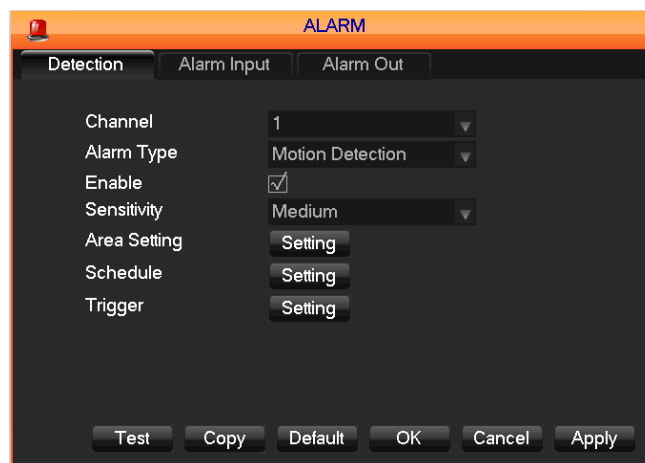 ALARM
Detection Alarm Input Alarm Out
Channel 1
Alarm Type Motion Detection
Enable
Sensitivity Medium
Area Setting Setting
Schedule Setting
Trigger Setting
Test Copy Default OK Cancel Apply